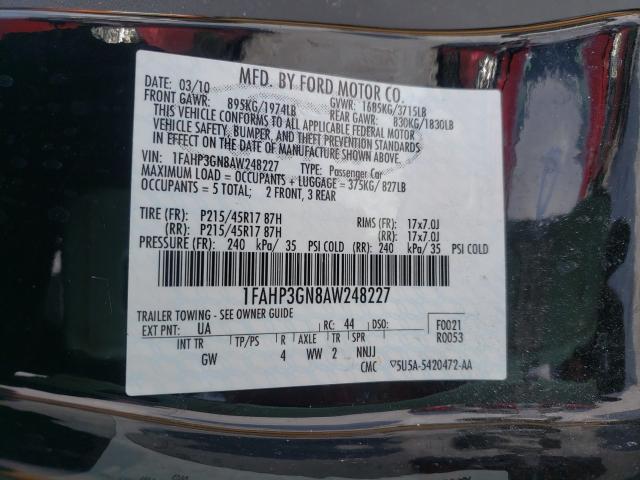 MFD. BY FORD MOTOR CO.
DATE: 03/10
FRONT GAWR: 895KG/1974LB
GVWR: 1685KG/3715LB
REAR GAWR: 830KG/1830LB
THIS VEHICLE CONFORMS TO ALL APPLICABLE FEDERAL MOTOR
VEHICLE SAFETY, BUMPER, AND THEFT PREVENTION STANDARDS
IN EFFECT ON THE DATE OF MANUFACTURE SHOWN ABOVE.
VIN: 1FAHP3GN8AW248227 TYPE: Passenger Car
MAXIMUM LOAD = OCCUPANTS + LUGGAGE = 375KG/827LB
OCCUPANTS = 5 TOTAL; 2 FRONT, 3 REAR
TIRE (FR): P215/45R17 87H RIMS (FR): 17x7.0J
(RR): P215/45R17 87H (RR): 17x7.0J
PRESSURE (FR): 240 kPa/ 35 PSI COLD (RR): 240 kPa/ 35 PSI COLD
1FAHP3GN8AW248227
TRAILER TOWING - SEE OWNER GUIDE
EXT PNT: UA RC: 44 DSO: F0021
R0053
INT TR TP/PS R AXLE TR SPR
GW 4 WW 2 NNJJ
CMC ▽5U5A-5420472-AA